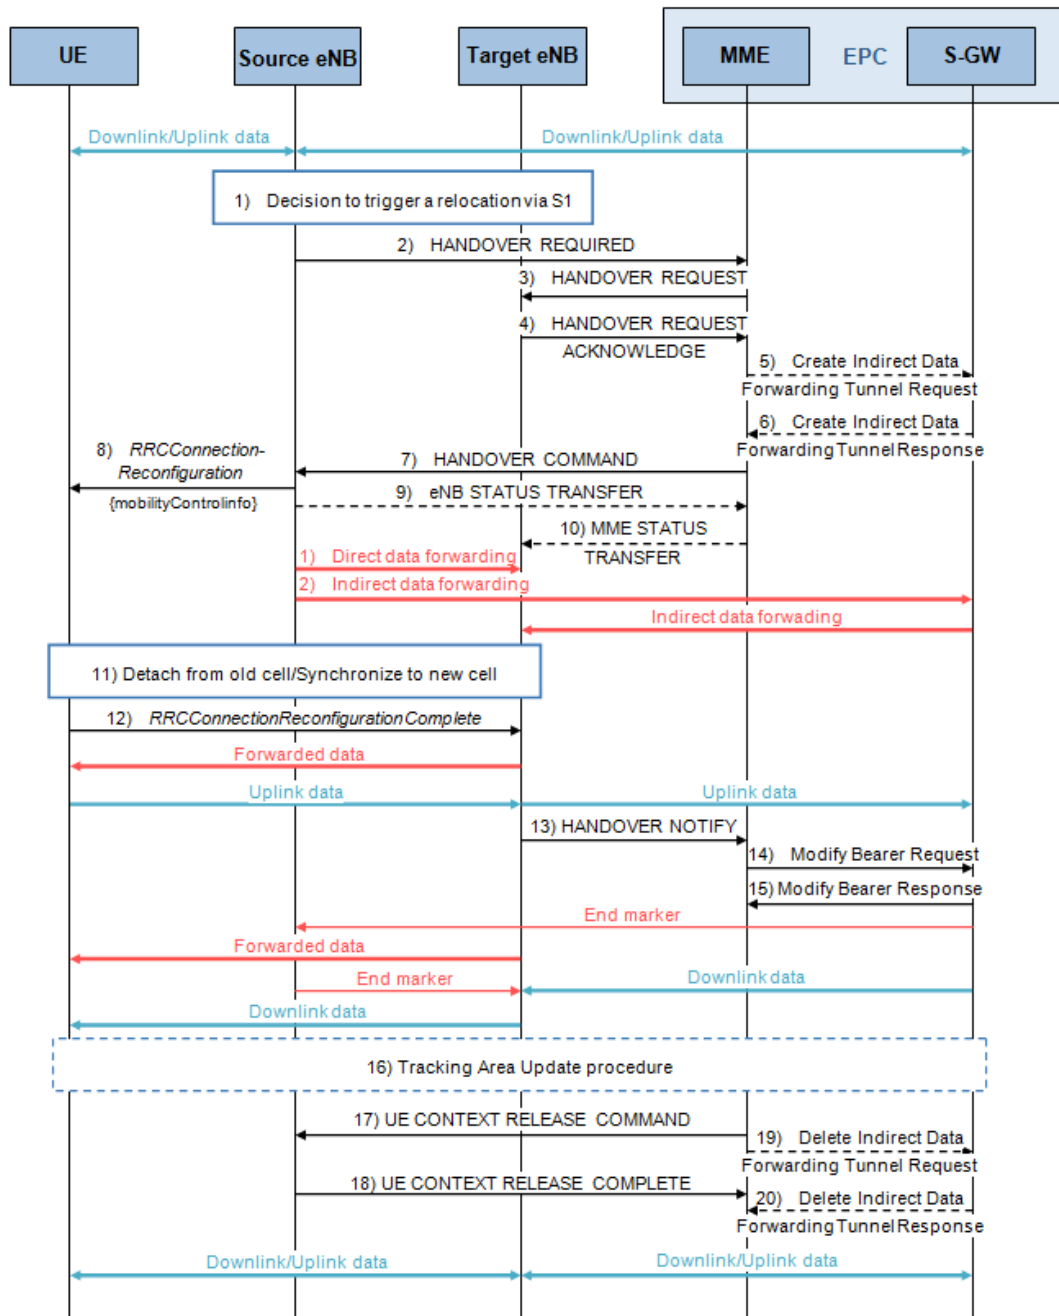 UE
Source eNB
Target eNB
MME
EPC
S-GW
Downlink/Uplink data
Downlink/Uplink data
1) Decision to trigger a relocation via S1
2) HANDOVER REQUIRED
3) HANDOVER REQUEST
4) HANDOVER REQUEST
ACKNOWLEDGE
5) Create Indirect Data
Forwarding Tunnel Request
6) Create Indirect Data
Forwarding Tunnel Response
7) HANDOVER COMMAND
8) RRCConnection-
Reconfiguration
{mobilityControlinfo}
9) eNB STATUS TRANSFER
10) MME STATUS
TRANSFER
1) Direct data forwarding
2) Indirect data forwarding
Indirect data forwading
11) Detach from old cell/Synchronize to new cell
12) RRCConnectionReconfigurationComplete
Forwarded data
Uplink data
Uplink data
13) HANDOVER NOTIFY
14) Modify Bearer Request
15) Modify Bearer Response
End marker
Forwarded data
End marker
Downlink data
Downlink data
16) Tracking Area Update procedure
17) UE CONTEXT RELEASE COMMAND
19) Delete Indirect Data
Forwarding Tunnel Request
18) UE CONTEXT RELEASE COMPLETE
20) Delete Indirect Data
Forwarding Tunnel Response
Downlink/Uplink data
Downlink/Uplink data